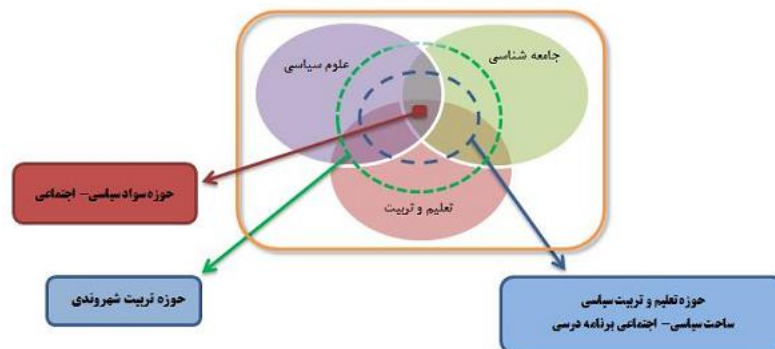 جامعه شناسی
علوم سیاسی
تعلیم و تربیت
حوزه سواد سیاسی- اجتماعی
حوزه تربیت شهروندی
حوزه تعلیم و تربیت سیاسی
ساحت سیاسی- اجتماعی برنامه درسی